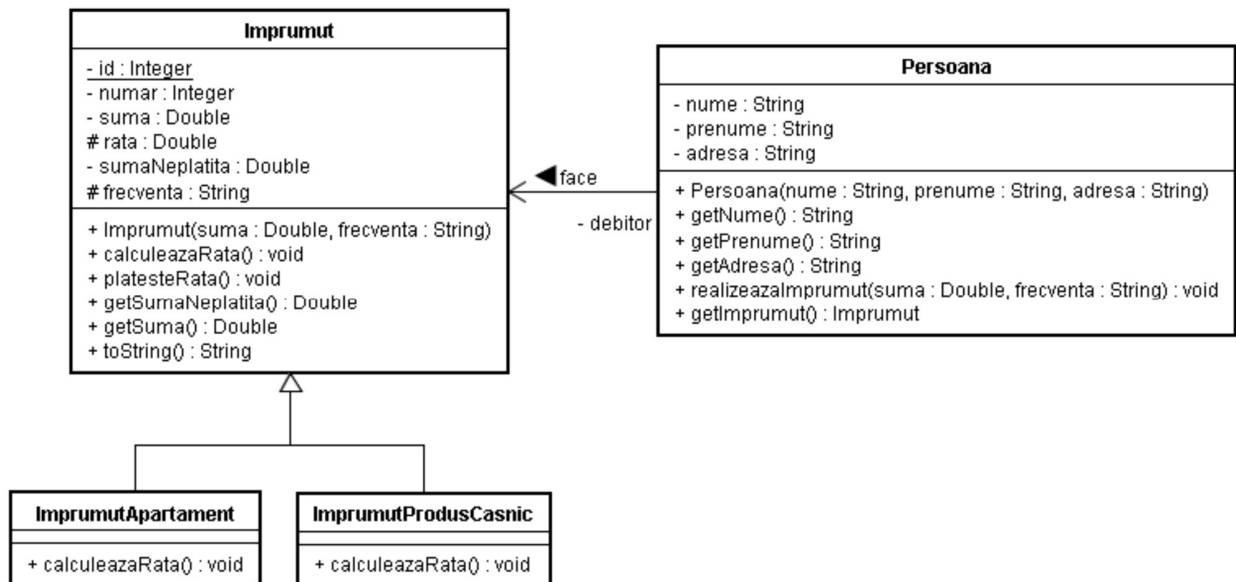 Imprumut
- id : Integer
- numar : Integer
- suma : Double
# rata : Double
- sumaNeplatita : Double
# frecventa : String
+ Imprumut(suma : Double, frecventa : String)
+ calculeazaRata() : void
+ platesteRata() : void
+ getSumaNeplatita() : Double
+ getSuma() : Double
+ toString() : String
face
- debitor
Persoana
- nume : String
- prenume : String
- adresa : String
+ Persoana(nume : String, prenume : String, adresa : String)
+ getNume() : String
+ getPrenume() : String
+ getAdresa() : String
+ realizeazaImprumut(suma : Double, frecventa : String) : void
+ getImprumut() : Imprumut
ImprumutApartament
+ calculeazaRata() : void
ImprumutProdusCasnic
+ calculeazaRata() : void